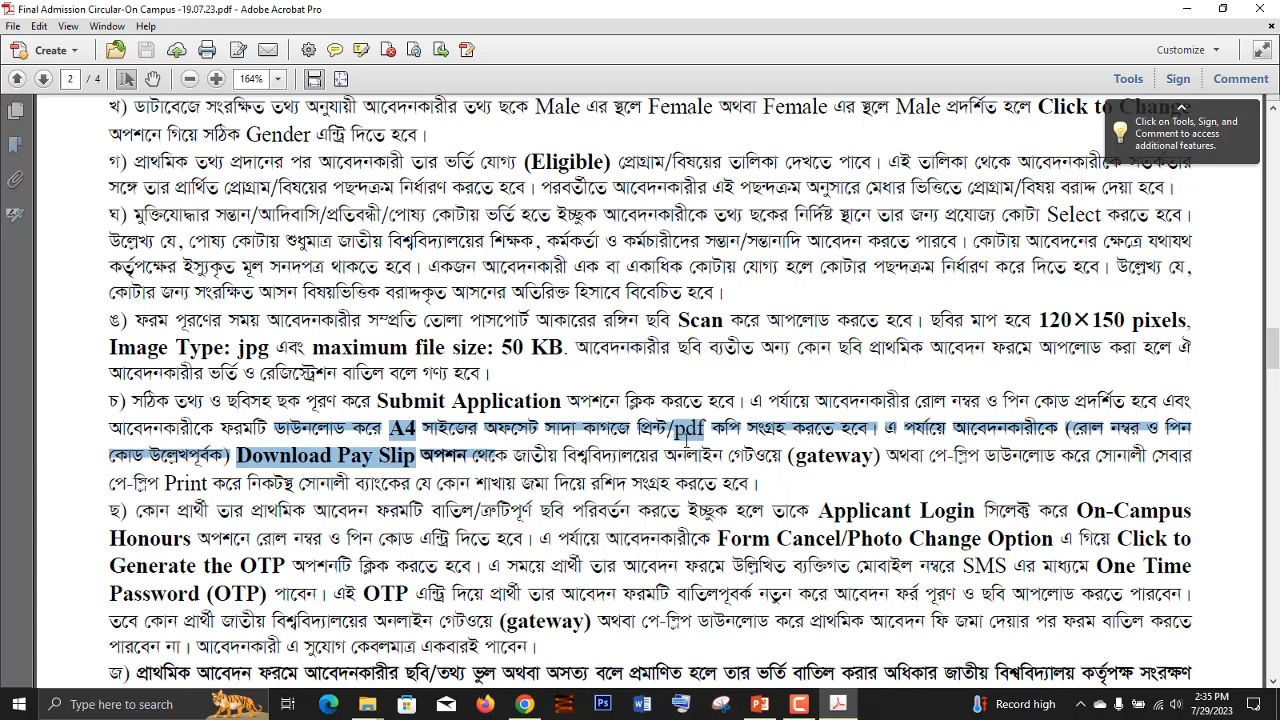 Final Admission Circular-On Campus -19.07.23.pdf - Adobe Acrobat Pro
File Edit View Window Help
Create Customize
2 / 4 164% Tools Sign Comment
খ) ডাটাবেজে সংরক্ষিত তথ্য অনুযায়ী আবেদনকারীর তথ্য ছকে Male এর স্থলে Female অথবা Female এর স্থলে Male প্রদর্শিত হলে Click to Change
অপশনে গিয়ে সঠিক Gender এন্ট্রি দিতে হবে।
Click on Tools, Sign, and
Comment to access
additional features.
গ) প্রাথমিক তথ্য প্রদানের পর আবেদনকারী তার ভর্তি যোগ্য (Eligible) প্রোগ্রাম/বিষয়ের তালিকা দেখতে পাবে। এই তালিকা থেকে আবেদনকারীকে সতর্কতার
সঙ্গে তার প্রার্থিত প্রোগ্রাম/বিষয়ের পছন্দক্রম নির্ধারণ করতে হবে। পরবর্তীতে আবেদনকারীর এই পছন্দক্রম অনুসারে মেধার ভিত্তিতে প্রোগ্রাম/বিষয় বরাদ্দ দেয়া হবে।
ঘ) মুক্তিযোদ্ধার সন্তান/আদিবাসি/প্রতিবন্ধী/পোষ্য কোটায় ভর্তি হতে ইচ্ছুক আবেদনকারীকে তথ্য ছকের নির্দিষ্ট স্থানে তার জন্য প্রযোজ্য কোটা Select করতে হবে।
উল্লেখ্য যে, পোষ্য কোটায় শুধুমাত্র জাতীয় বিশ্ববিদ্যালয়ের শিক্ষক, কর্মকর্তা ও কর্মচারীদের সন্তান/সন্তানাদি আবেদন করতে পারবে। কোটায় আবেদনের ক্ষেত্রে যথাযথ
কর্তৃপক্ষের ইস্যুকৃত মূল সনদপত্র থাকতে হবে। একজন আবেদনকারী এক বা একাধিক কোটায় যোগ্য হলে কোটার পছন্দক্রম নির্ধারণ করে দিতে হবে। উল্লেখ্য যে,
কোটার জন্য সংরক্ষিত আসন বিষয়ভিত্তিক বরাদ্দকৃত আসনের অতিরিক্ত হিসাবে বিবেচিত হবে।
ঙ) ফরম পূরণের সময় আবেদনকারীর সম্প্রতি তোলা পাসপোর্ট আকারের রঙ্গিন ছবি Scan করে আপলোড করতে হবে। ছবির মাপ হবে 120×150 pixels,
Image Type: jpg এবং maximum file size: 50 KB. আবেদনকারীর ছবি ব্যতীত অন্য কোন ছবি প্রাথমিক আবেদন ফরমে আপলোড করা হলে ঐ
আবেদনকারীর ভর্তি ও রেজিস্ট্রেশন বাতিল বলে গণ্য হবে।
চ) সঠিক তথ্য ও ছবিসহ ছক পূরণ করে Submit Application অপশনে ক্লিক করতে হবে। এ পর্যায়ে আবেদনকারীর রোল নম্বর ও পিন কোড প্রদর্শিত হবে এবং
আবেদনকারীকে ফরমটি ডাউনলোড করে A4 সাইজের অফসেট সাদা কাগজে প্রিন্ট/pdf কপি সংগ্রহ করতে হবে। এ পর্যায়ে আবেদনকারীকে (রোল নম্বর ও পিন
কোড উল্লেখপূর্বক) Download Pay Slip অপশন থেকে জাতীয় বিশ্ববিদ্যালয়ের অনলাইন গেটওয়ে (gateway) অথবা পে-স্লিপ ডাউনলোড করে সোনালী সেবার
পে-স্লিপ Print করে নিকটস্থ সোনালী ব্যাংকের যে কোন শাখায় জমা দিয়ে রশিদ সংগ্রহ করতে হবে।
ছ) কোন প্রার্থী তার প্রাথমিক আবেদন ফরমটি বাতিল/ত্রুটিপূর্ণ ছবি পরিবর্তন করতে ইচ্ছুক হলে তাকে Applicant Login সিলেক্ট করে On-Campus
Honours অপশনে রোল নম্বর ও পিন কোড এন্ট্রি দিতে হবে। এ পর্যায়ে আবেদনকারীকে Form Cancel/Photo Change Option এ গিয়ে Click to
Generate the OTP অপশনটি ক্লিক করতে হবে। এ সময়ে প্রার্থী তার আবেদন ফরমে উল্লিখিত ব্যক্তিগত মোবাইল নম্বরে SMS এর মাধ্যমে One Time
Password (OTP) পাবেন। এই OTP এন্ট্রি দিয়ে প্রার্থী তার আবেদন ফরমটি বাতিলপূর্বক নতুন করে আবেদন ফর্ম পূরণ ও ছবি আপলোড করতে পারবেন।
তবে কোন প্রার্থী জাতীয় বিশ্ববিদ্যালয়ের অনলাইন গেটওয়ে (gateway) অথবা পে-স্লিপ ডাউনলোড করে প্রার্থী আবেদন ফি জমা দেয়ার পর ফরম বাতিল করতে
পারবেন না। আবেদনকারী এ সুযোগ কেবলমাত্র একবারই পাবেন।
জ) প্রাথমিক আবেদন ফরমে আবেদনকারীর ছবি/তথ্য ভুল অথবা অসত্য বলে প্রমাণিত হলে তার ভর্তি বাতিল করার অধিকার জাতীয় বিশ্ববিদ্যালয় কর্তৃপক্ষ সংরক্ষণ
Type here to search
Record high
2:35 PM
7/29/2023